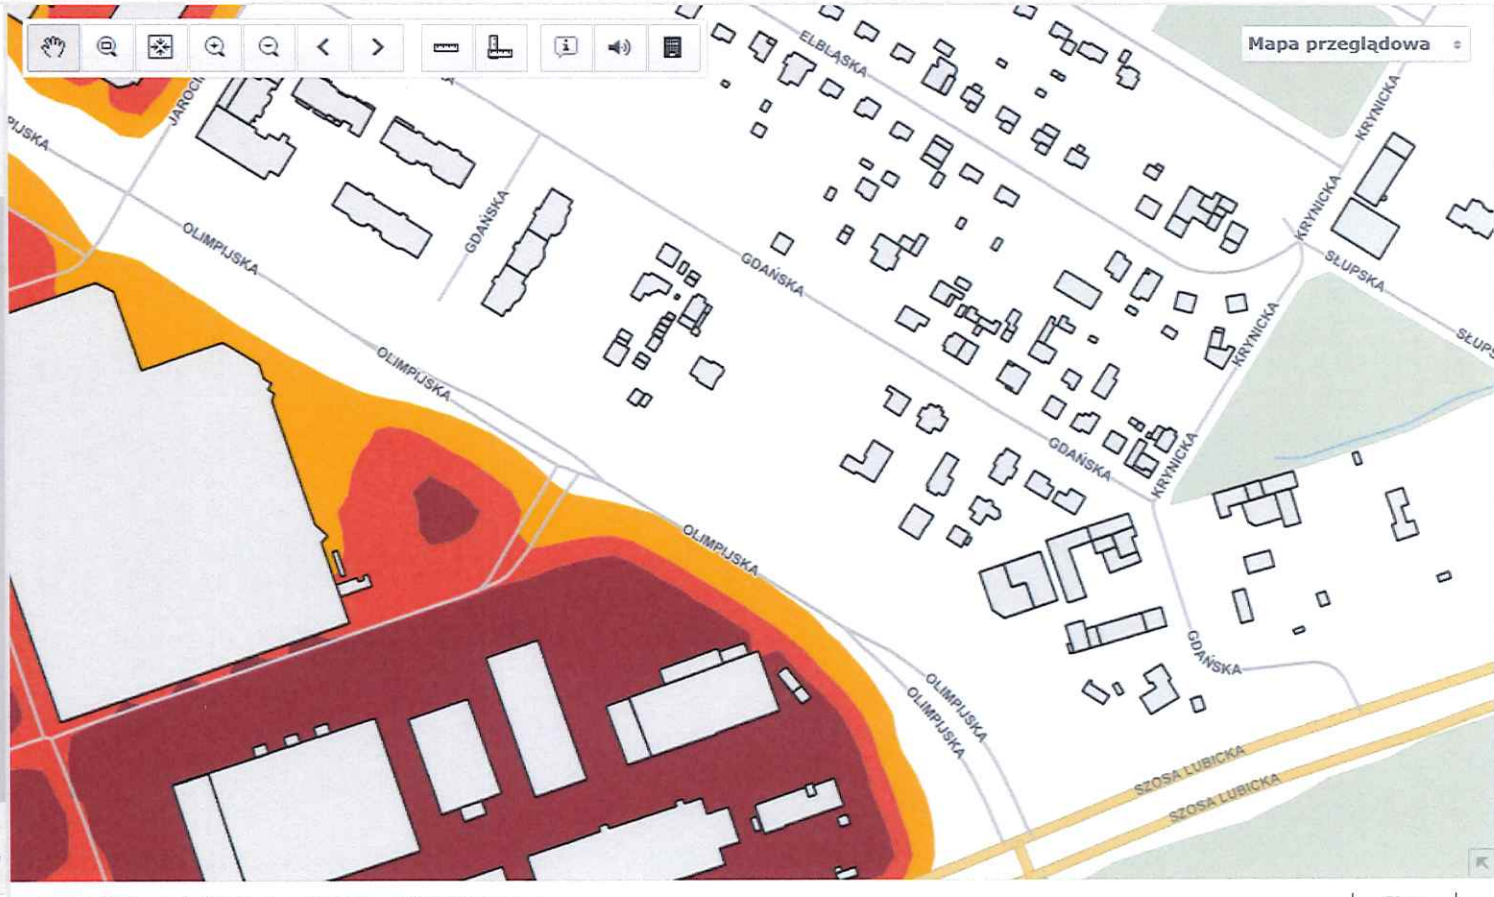 Mapa przeglądowa
ELBLĄSKA
KRYNICKA
PIJSKA
JAROCI
GDAŃSKA
OLIMPIJSKA
GDAŃSKA
KRYNICKA
SŁUPSKA
KRYNICKA
SŁUPS
OLIMPIJSKA
GDAŃSKA
KRYNICKA
OLIMPIJSKA
GDAŃSKA
OLIMPIJSKA
OLIMPIJSKA
SZOSA LUBICKA
SZOSA LUBICKA